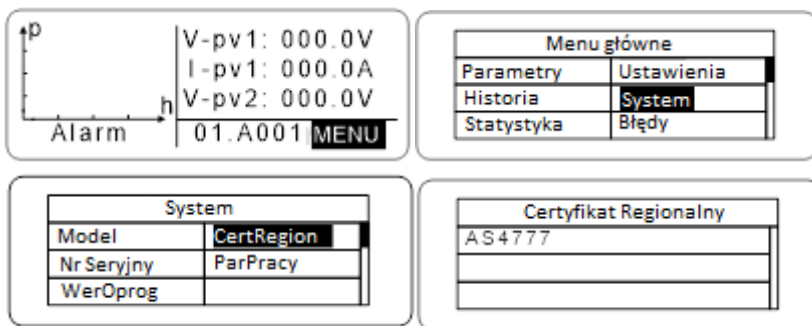 p
V-pv1: 000.0V
I-pv1: 000.0A
V-pv2: 000.0V
h
Alarm 01.A001 MENU
Menu główne
Parametry Ustawienia
Historia System
Statystyka Błędy
System
Model CertRegion
Nr Seryjny ParPracy
WerOprog
Certyfikat Regionalny
AS4777